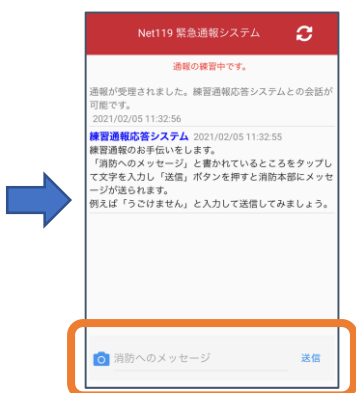 Net119 緊急通報システム
通報の練習中です。
通報が受理されました。練習通報応答システムとの会話が
可能です。
2021/02/05 11:32:56
練習通報応答システム 2021/02/05 11:32:55
練習通報のお手伝いをします。
「消防へのメッセージ」と書かれているところをタップし
て文字を入力し「送信」ボタンを押すと消防本部にメッセ
ージが送られます。
例えば「うごけません」と入力して送信してみましょう。
消防へのメッセージ 送信